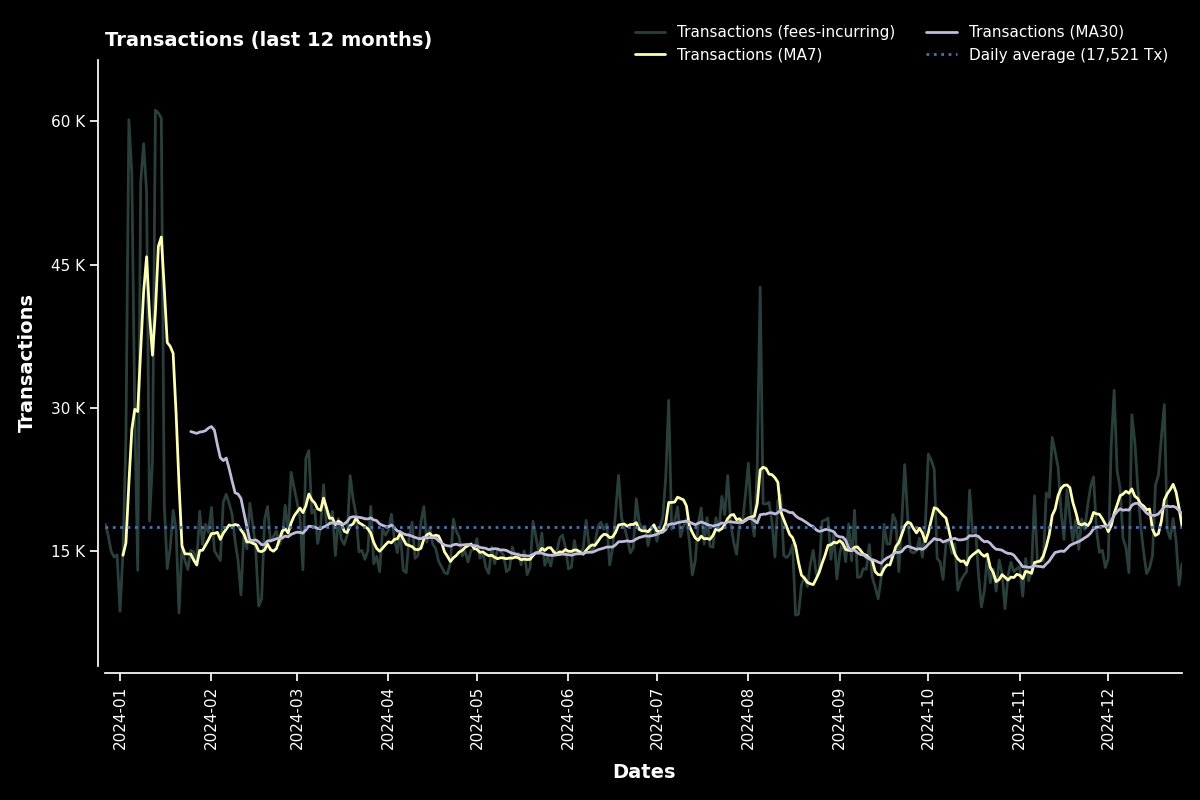 Transactions (last 12 months)
Transactions (fees-incurring)
Transactions (MA7)
Transactions (MA30)
Daily average (17,521 Tx)
Transactions
60 K
45 K
30 K
15 K
2024-01
2024-02
2024-03
2024-04
2024-05
2024-06
2024-07
2024-08
2024-09
2024-10
2024-11
2024-12
Dates